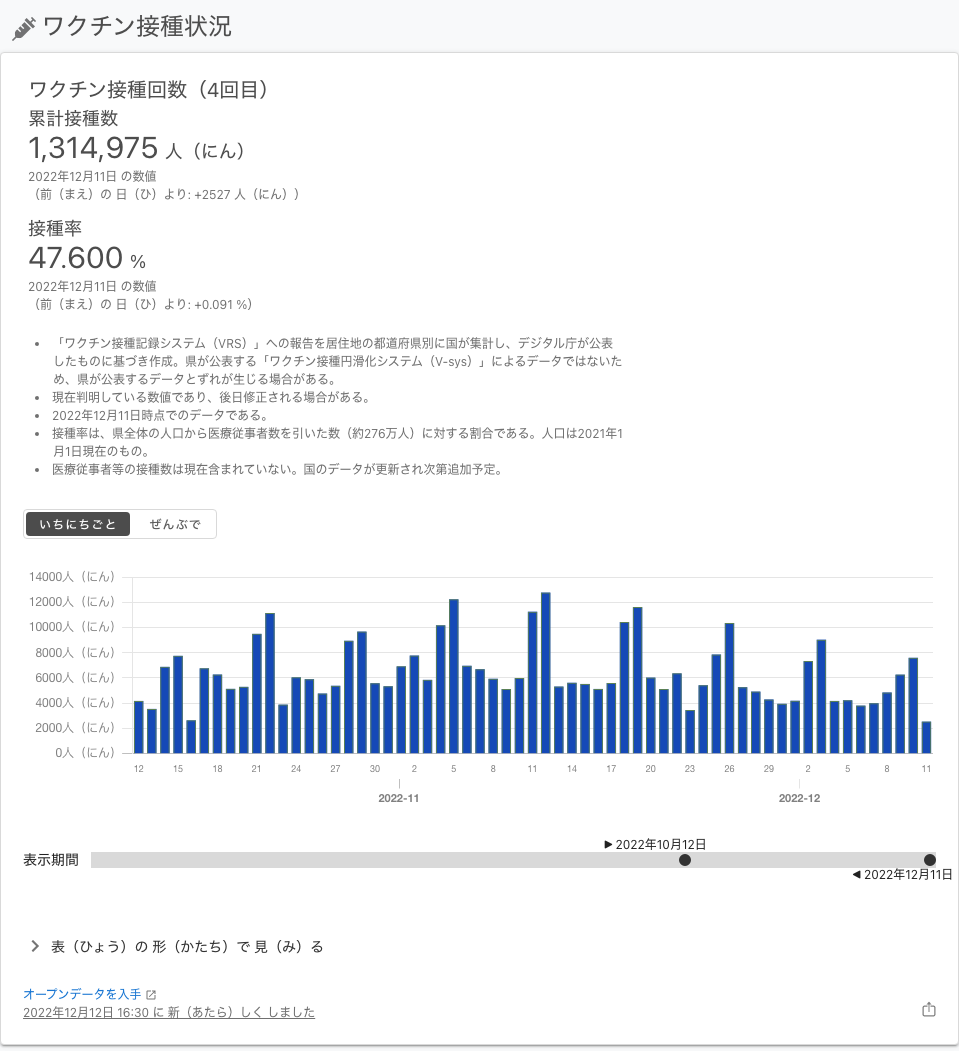 ワクチン接種状況
ワクチン接種回数（4回目）
累計接種数
1,314,975 人（にん）
2022年12月11日 の数値
（前（まえ）の 日（ひ）より: +2527 人（にん））
接種率
47.600 %
2022年12月11日 の数値
（前（まえ）の 日（ひ）より: +0.091 %）
• 「ワクチン接種記録システム（VRS）」への報告を居住地の都道府県別に国が集計し、デジタル庁が公表
したものに基づき作成。県が公表する「ワクチン接種円滑化システム（V-sys）」によるデータではないた
め、県が公表するデータとずれが生じる場合がある。
• 現在判明している数値であり、後日修正される場合がある。
• 2022年12月11日時点でのデータである。
• 接種率は、県全体の人口から医療従事者数を引いた数（約276万人）に対する割合である。人口は2021年1
月1日現在のもの。
• 医療従事者等の接種数は現在含まれていない。国のデータが更新され次第追加予定。
いちにちごと ぜんぶで
14000人（にん）
12000人（にん）
10000人（にん）
8000人（にん）
6000人（にん）
4000人（にん）
2000人（にん）
0人（にん）
12 15 18 21 24 27 30 2 5 8 11 14 17 20 23 26 29 2 5 8 11
2022-11 2022-12
▶ 2022年10月12日
表示期間
◀ 2022年12月11日
表（ひょう）の 形（かたち）で 見（み）る
オープンデータを入手
2022年12月12日 16:30 に 新（あたら）しく しました